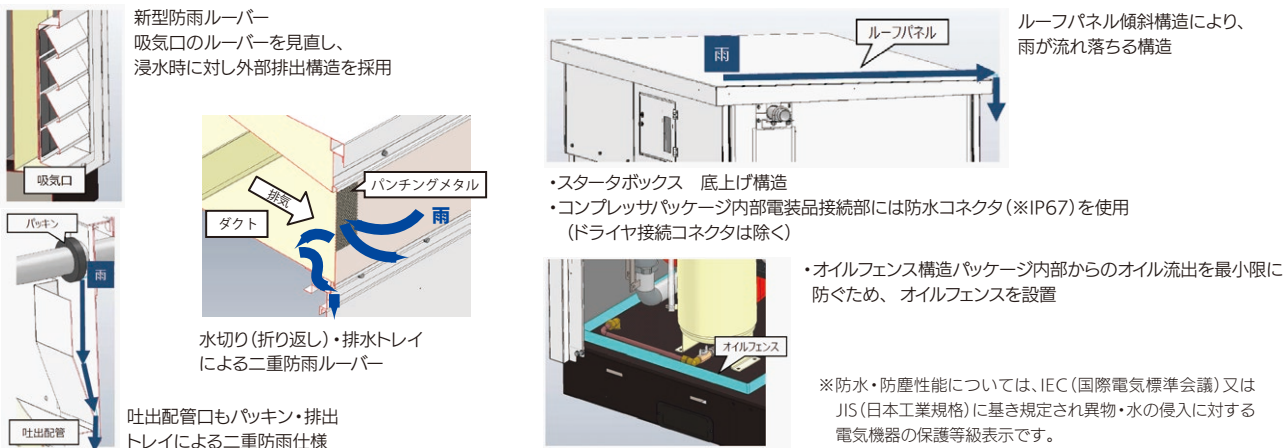 新型防雨ルーバー
吸気口のルーバーを見直し、
浸水時に対し外部排出構造を採用
吸気口
パンチングメタル
排気
ダクト
雨
水切り（折り返し）・排水トレイ
による二重防雨ルーバー
パッキン
雨
吐出配管
吐出配管口もパッキン・排出
トレイによる二重防雨仕様
ルーフパネル
雨
ルーフパネル傾斜構造により、
雨が流れ落ちる構造
・スタータボックス　底上げ構造
・コンプレッサパッケージ内部電装品接続部には防水コネクタ（※IP67）を使用
（ドライヤ接続コネクタは除く）
・オイルフェンス構造パッケージ内部からのオイル流出を最小限に
防ぐため、 オイルフェンスを設置
オイルフェンス
※防水・防塵性能については、IEC（国際電気標準会議）又は
JIS（日本工業規格）に基き規定され異物・水の侵入に対する
電気機器の保護等級表示です。